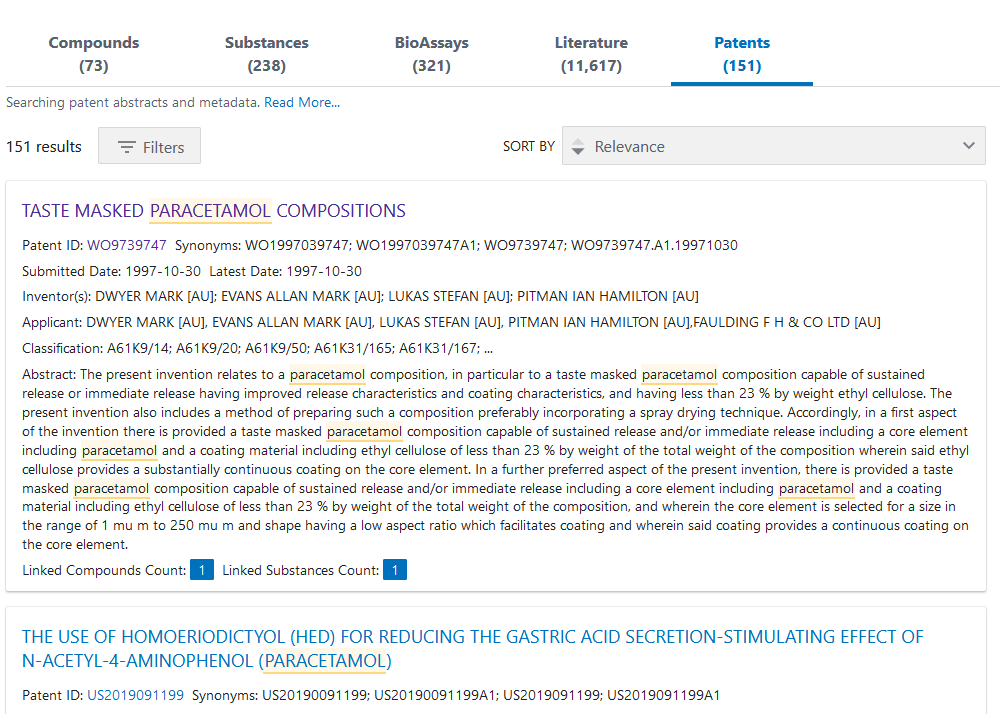 Compounds
(73)
Substances
(238)
BioAssays
(321)
Literature
(11,617)
Patents
(151)
Searching patent abstracts and metadata. Read More...
151 results
Filters
SORT BY
Relevance
TASTE MASKED PARACETAMOL COMPOSITIONS
Patent ID: WO9739747 Synonyms: WO1997039747; WO1997039747A1; WO9739747; WO9739747.A1.19971030
Submitted Date: 1997-10-30 Latest Date: 1997-10-30
Inventor(s): DWYER MARK [AU]; EVANS ALLAN MARK [AU]; LUKAS STEFAN [AU]; PITMAN IAN HAMILTON [AU]
Applicant: DWYER MARK [AU], EVANS ALLAN MARK [AU], LUKAS STEFAN [AU], PITMAN IAN HAMILTON [AU],FAULDING F H & CO LTD [AU]
Classification: A61K9/14; A61K9/20; A61K9/50; A61K31/165; A61K31/167; ...
Abstract: The present invention relates to a paracetamol composition, in particular to a taste masked paracetamol composition capable of sustained
release or immediate release having improved release characteristics and coating characteristics, and having less than 23 % by weight ethyl cellulose. The
present invention also includes a method of preparing such a composition preferably incorporating a spray drying technique. Accordingly, in a first aspect
of the invention there is provided a taste masked paracetamol composition capable of sustained release and/or immediate release including a core element
including paracetamol and a coating material including ethyl cellulose of less than 23 % by weight of the total weight of the composition wherein said ethyl
cellulose provides a substantially continuous coating on the core element. In a further preferred aspect of the present invention, there is provided a taste
masked paracetamol composition capable of sustained release and/or immediate release including a core element including paracetamol and a coating
material including ethyl cellulose of less than 23 % by weight of the total weight of the composition, and wherein the core element is selected for a size in
the range of 1 mu m to 250 mu m and shape having a low aspect ratio which facilitates coating and wherein said coating provides a continuous coating on
the core element.
Linked Compounds Count: 1 Linked Substances Count: 1
THE USE OF HOMOERIODICTYOL (HED) FOR REDUCING THE GASTRIC ACID SECRETION-STIMULATING EFFECT OF
N-ACETYL-4-AMINOPHENOL (PARACETAMOL)
Patent ID: US2019091199 Synonyms: US20190091199; US20190091199A1; US2019091199; US2019091199A1